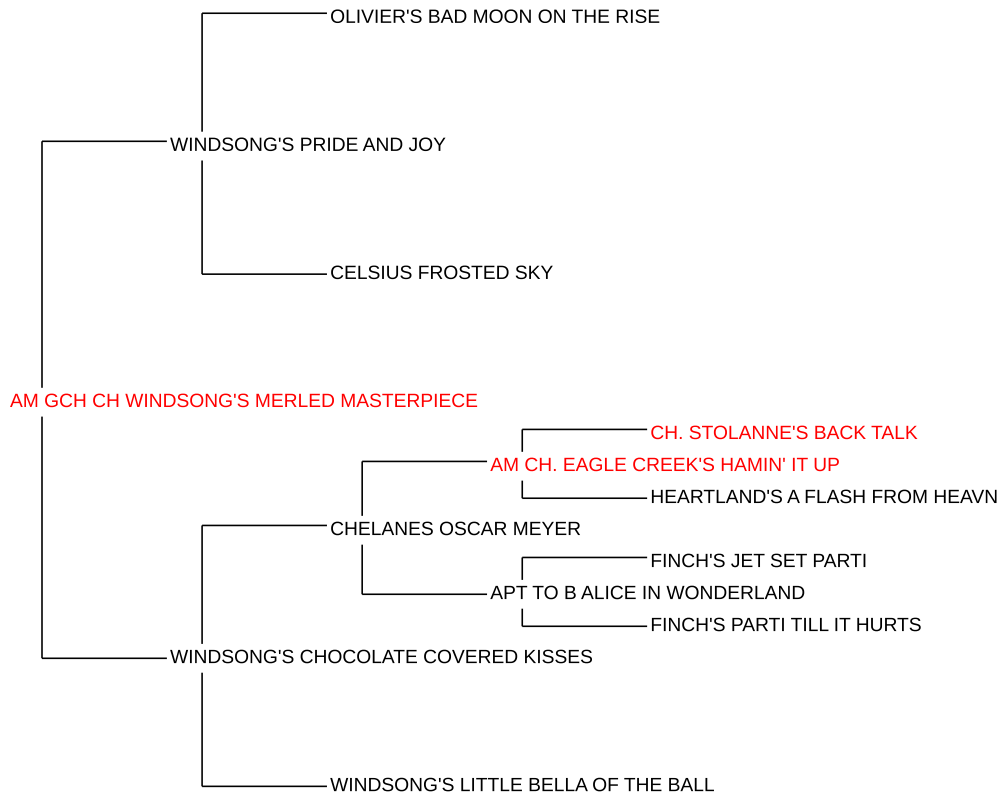 OLIVIER'S BAD MOON ON THE RISE
WINDSONG'S PRIDE AND JOY
CELSIUS FROSTED SKY
AM GCH CH WINDSONG'S MERLED MASTERPIECE
CH. STOLANNE'S BACK TALK
AM CH. EAGLE CREEK'S HAMIN' IT UP
HEARTLAND'S A FLASH FROM HEAVN
CHELANES OSCAR MEYER
FINCH'S JET SET PARTI
APT TO B ALICE IN WONDERLAND
FINCH'S PARTI TILL IT HURTS
WINDSONG'S CHOCOLATE COVERED KISSES
WINDSONG'S LITTLE BELLA OF THE BALL